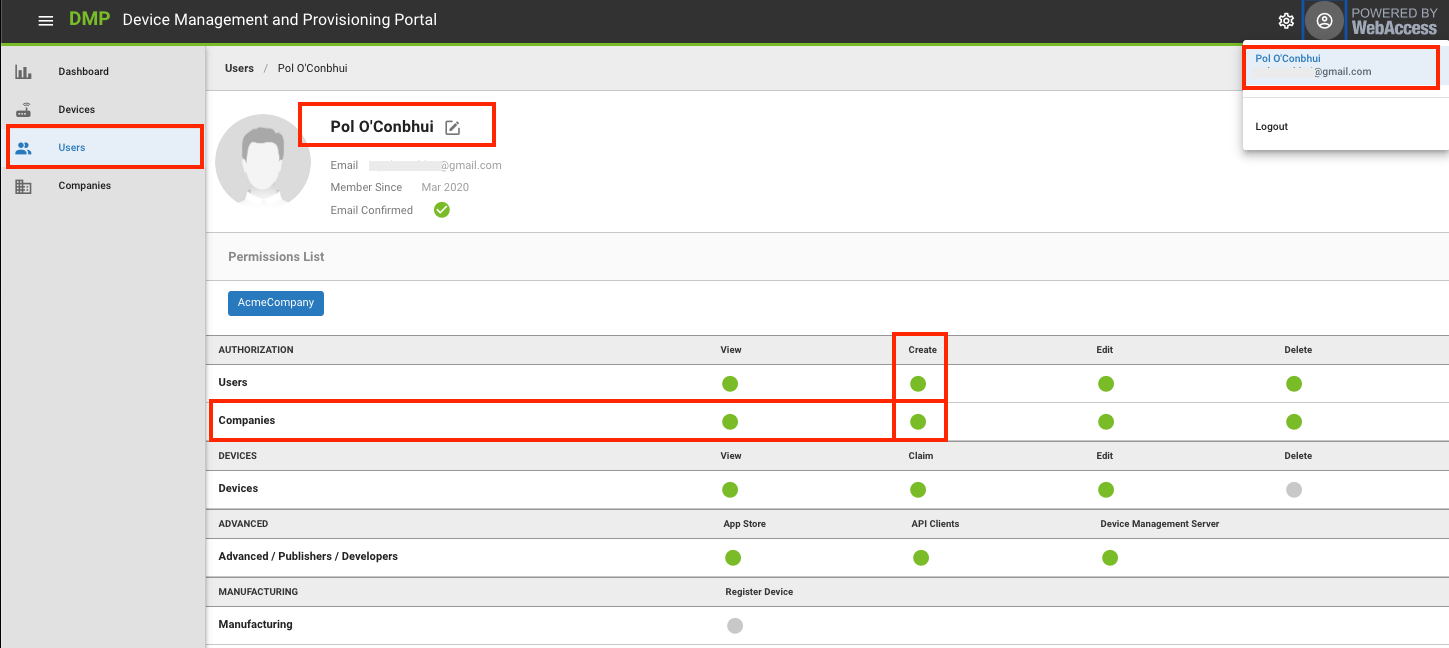 DMP Device Management and Provisioning Portal
POWERED BY
WebAccess
Dashboard
Devices
Users
Companies
Users / Pol O'Conbhui
Pol O'Conbhui
@gmail.com
Logout
Pol O'Conbhui
Email @gmail.com
Member Since Mar 2020
Email Confirmed
Permissions List
AcmeCompany
AUTHORIZATION View Create Edit Delete
Users
Companies
DEVICES View Claim Edit Delete
Devices
ADVANCED App Store API Clients Device Management Server
Advanced / Publishers / Developers
MANUFACTURING Register Device
Manufacturing